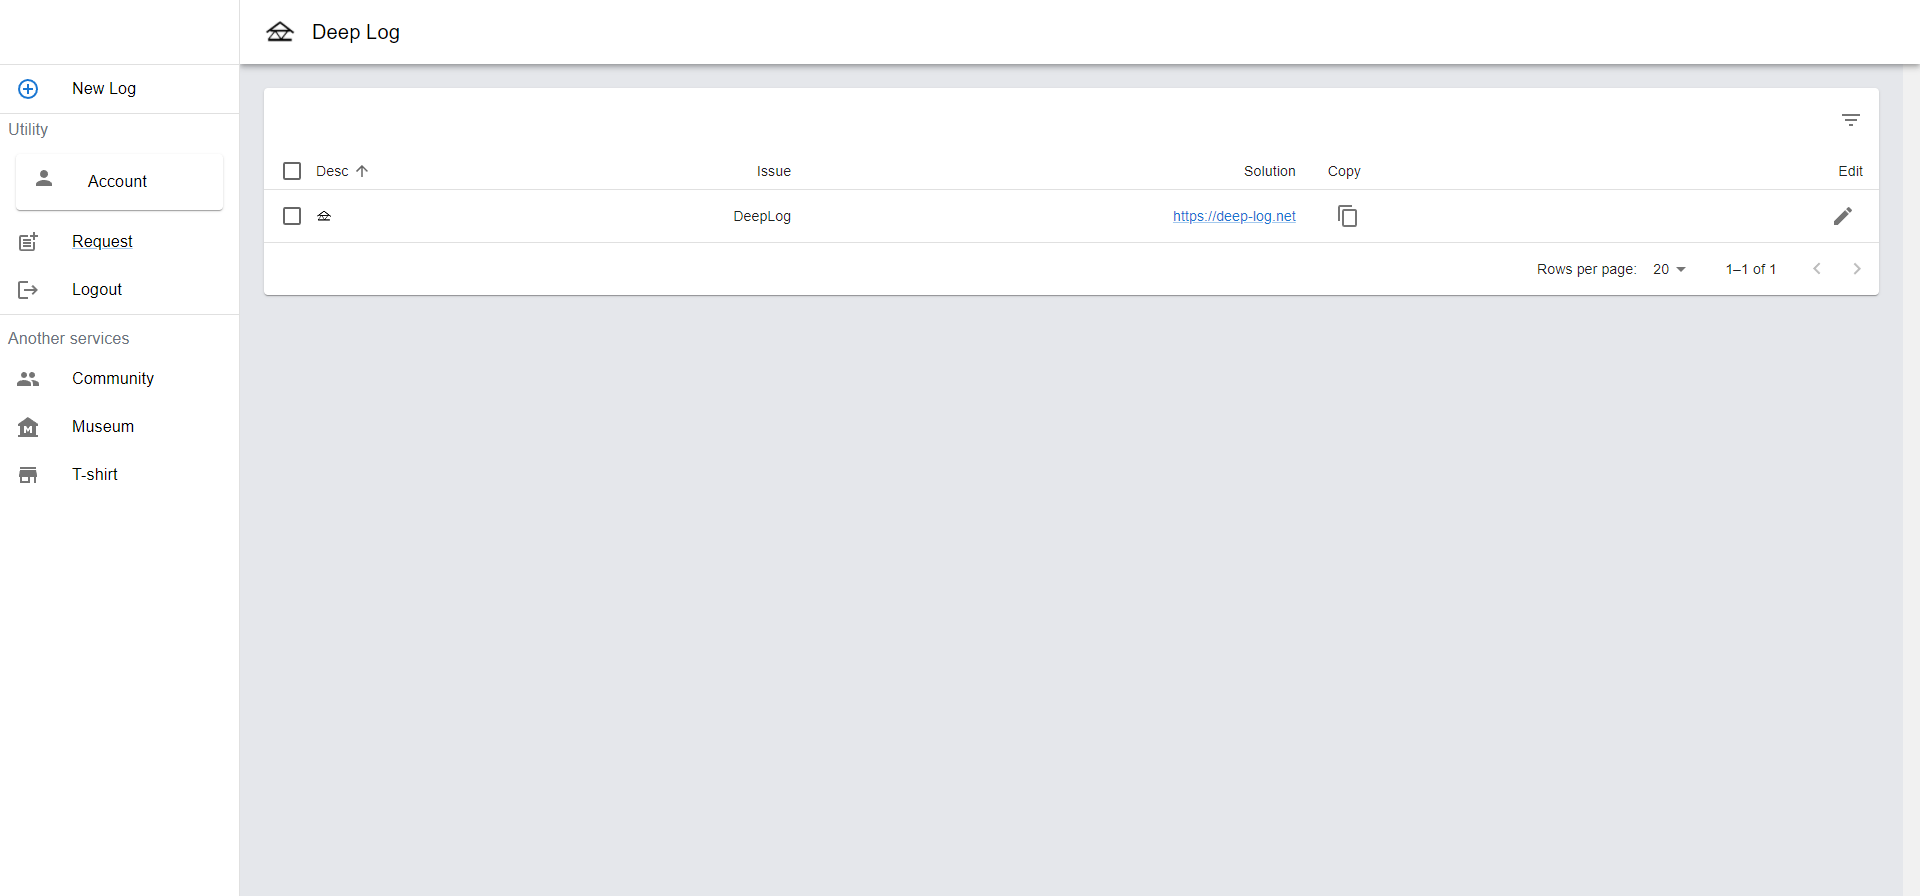 Deep Log
New Log
Utility
Account
Request
Logout
Another services
Community
Museum
T-shirt
Desc Issue Solution Copy Edit
DeepLog https://deep-log.net
Rows per page: 20 1–1 of 1